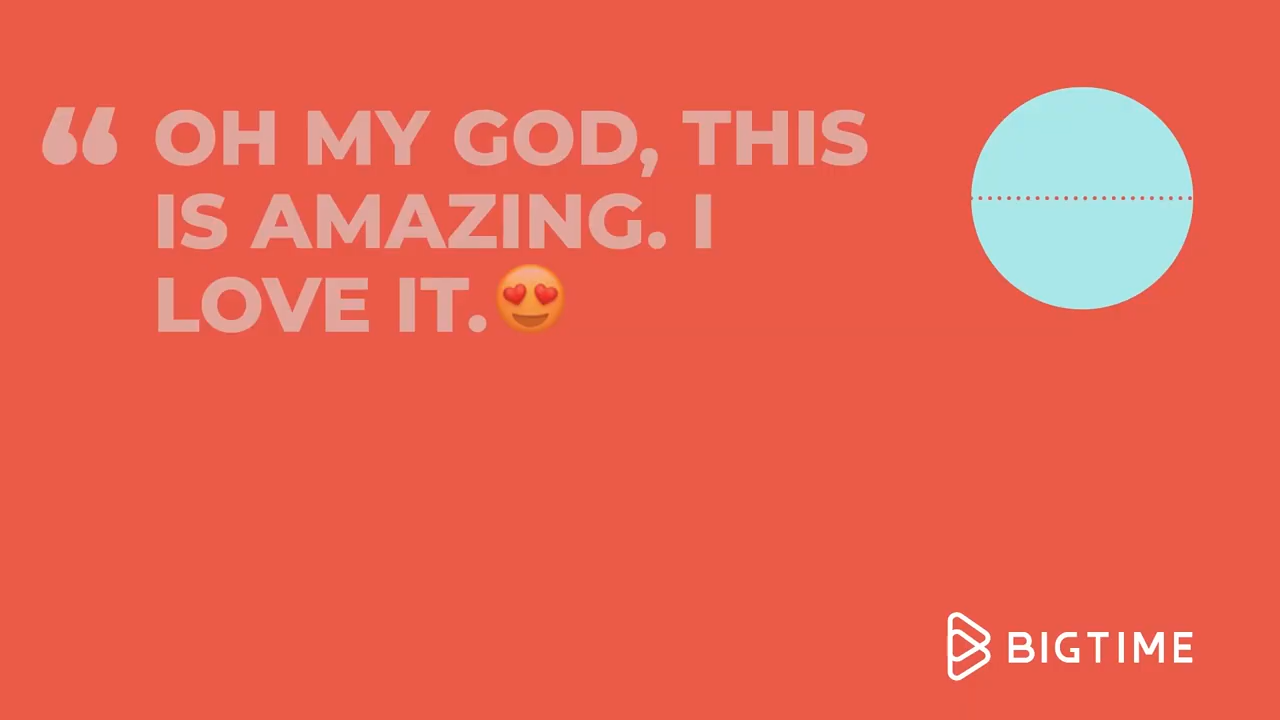 “ OH MY GOD, THIS
IS AMAZING. I
LOVE IT.😍
BIGTIME